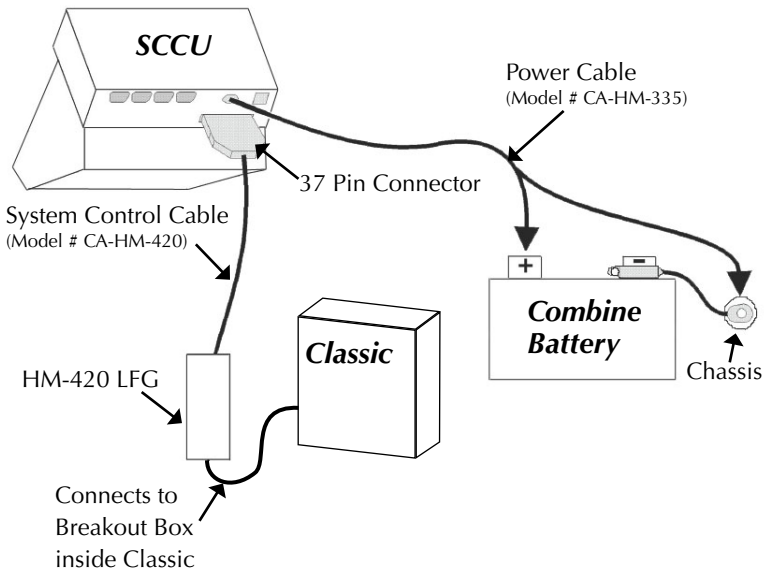 SCCU
Power Cable
(Model # CA-HM-335)
37 Pin Connector
System Control Cable
(Model # CA-HM-420)
+
-
Combine
Battery
Chassis
Classic
HM-420 LFG
Connects to
Breakout Box
inside Classic